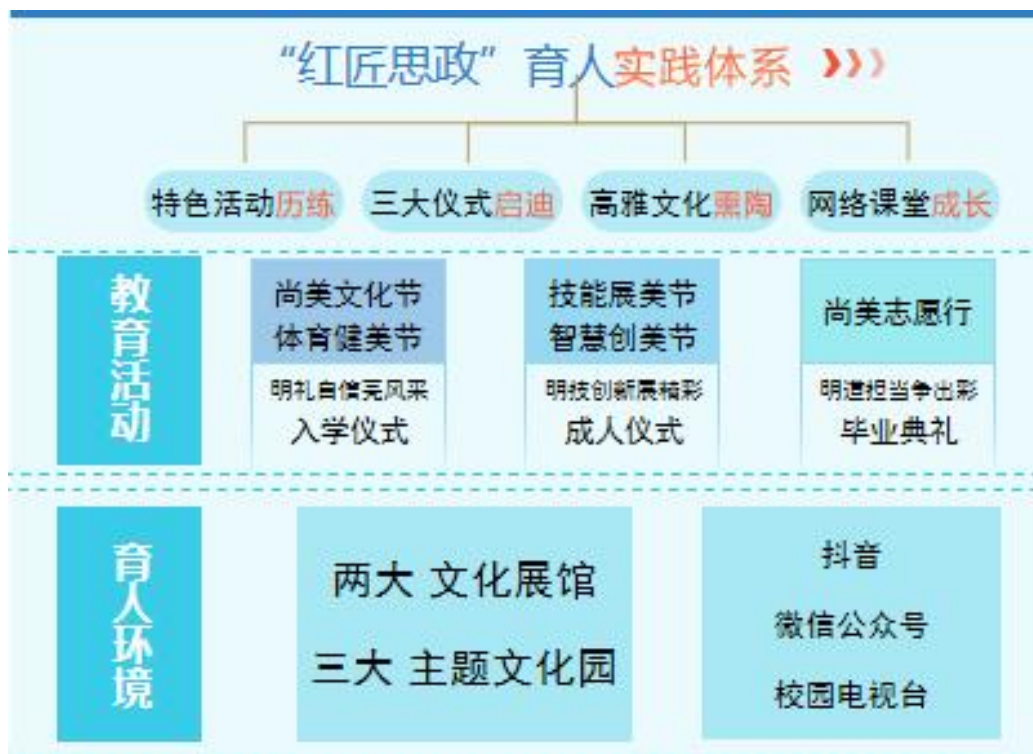 “红匠思政”育人实践体系
特色活动历练
三大仪式启迪
高雅文化熏陶
网络课堂成长
教育活动
尚美文化节
体育健美节
明礼自信亮风采
入学仪式
技能展美节
智慧创美节
明技创新展精彩
成人仪式
尚美志愿行
明道担当争出彩
毕业典礼
育人环境
两大 文化展馆
三大 主题文化园
抖音
微信公众号
校园电视台